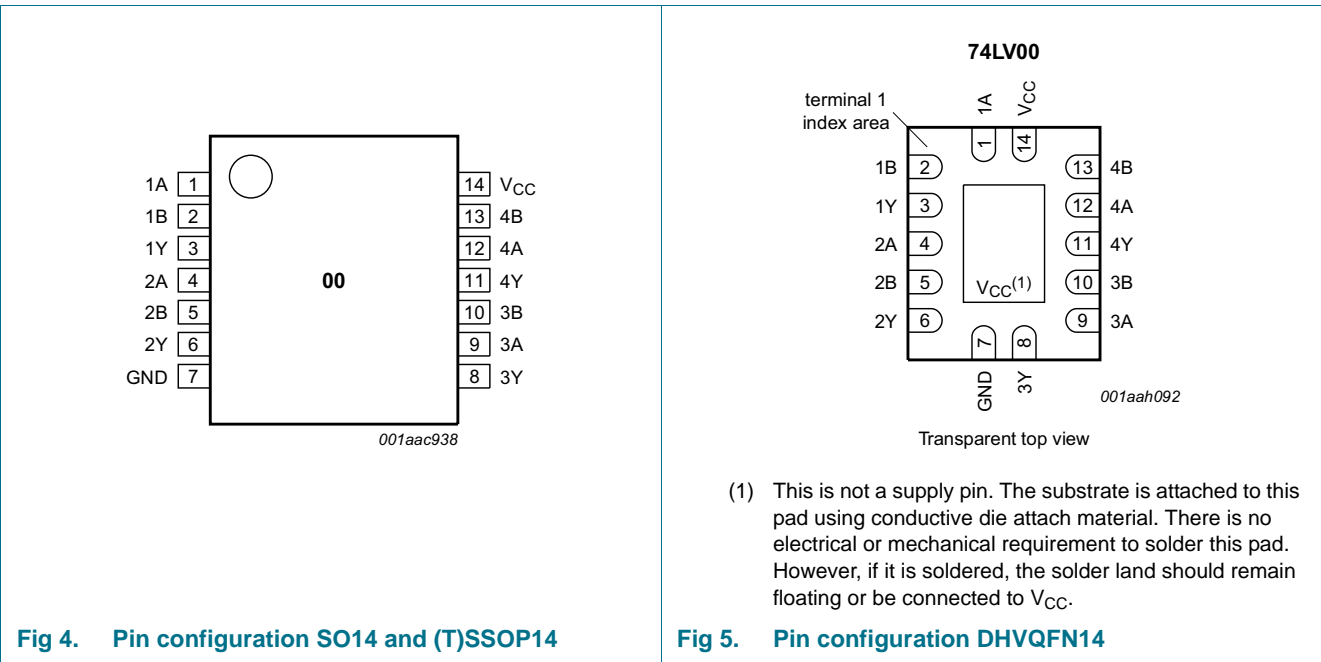 1A 1
1B 2
1Y 3
2A 4
2B 5
2Y 6
GND 7
00
14 VCC
13 4B
12 4A
11 4Y
10 3B
9 3A
8 3Y
001aac938
Fig 4. Pin configuration SO14 and (T)SSOP14
74LV00
terminal 1
index area
1A
VCC
1
14
1B 2
1Y 3
2A 4
2B 5
2Y 6
VCC(1)
13 4B
12 4A
11 4Y
10 3B
9 3A
7
8
GND
3Y
001aah092
Transparent top view
(1) This is not a supply pin. The substrate is attached to this
pad using conductive die attach material. There is no
electrical or mechanical requirement to solder this pad.
However, if it is soldered, the solder land should remain
floating or be connected to VCC.
Fig 5. Pin configuration DHVQFN14